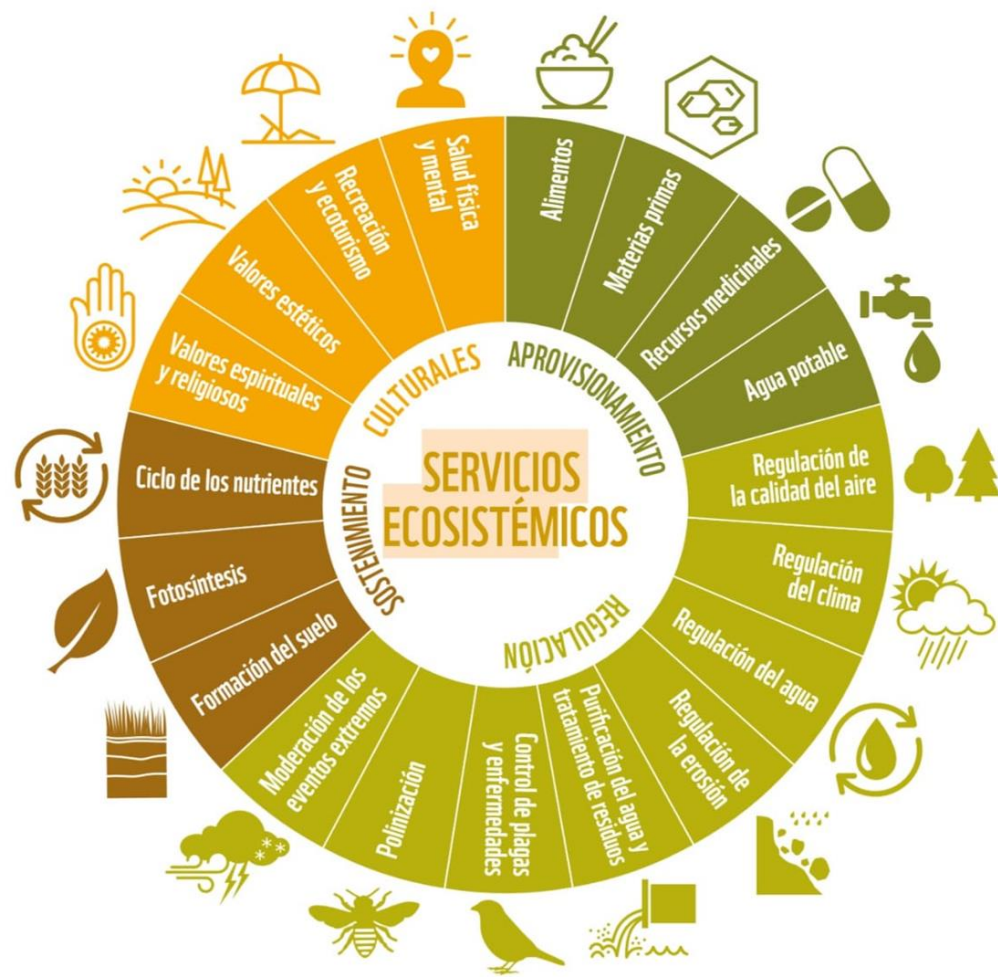 SERVICIOS
ECOSISTÉMICOS
APROVISIONAMIENTO
Alimentos
Materias primas
Recursos medicinales
Agua potable
REGULACIÓN
Regulación de
la calidad del aire
Regulación
del clima
Regulación del agua
Regulación de
la erosión
Purificación del agua y
tratamiento de residuos
Control de plagas
y enfermedades
Polinización
Moderación de los
eventos extremos
SOSTENIMIENTO
Formación del suelo
Fotosíntesis
Ciclo de los nutrientes
CULTURALES
Valores espirituales
y religiosos
Valores estéticos
Recreación
y ecoturismo
Salud física
y mental